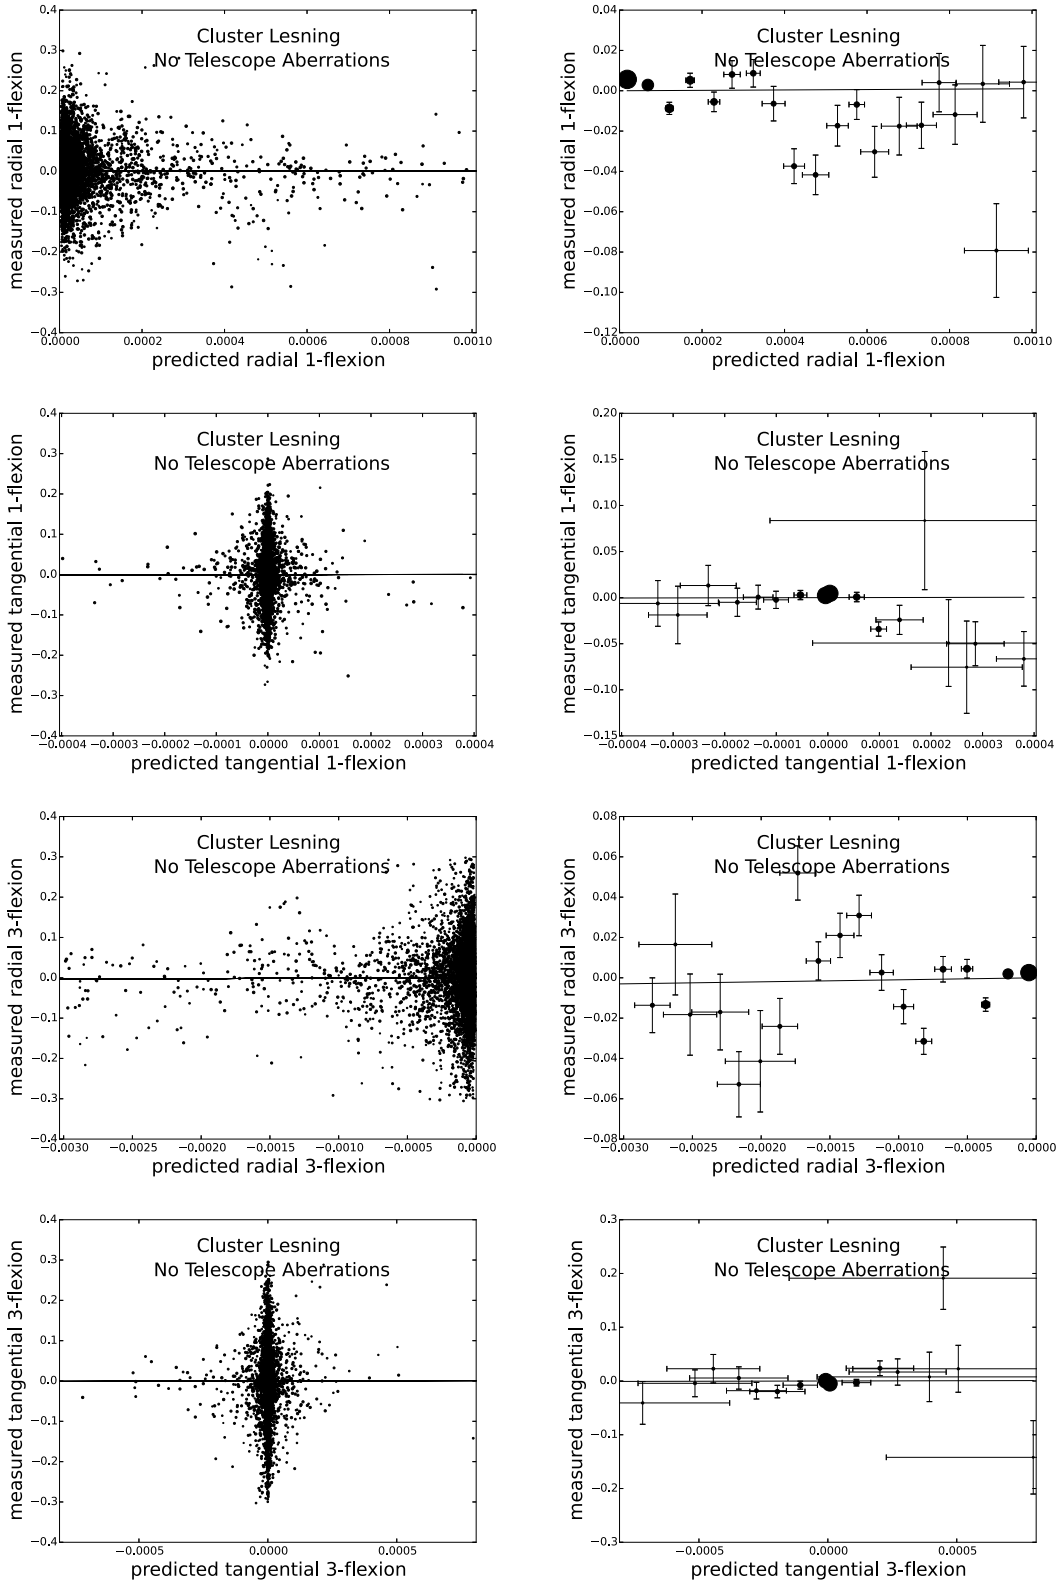 0.4
0.3
0.2
0.1
0.0
−0.1
−0.2
−0.3
−0.4
measured radial 1-flexion
Cluster Lesning
No Telescope Aberrations
0.0000 0.0002 0.0004 0.0006 0.0008 0.0010
predicted radial 1-flexion
0.04
0.02
0.00
−0.02
−0.04
−0.06
−0.08
−0.10
−0.12
measured radial 1-flexion
Cluster Lesning
No Telescope Aberrations
0.0000 0.0002 0.0004 0.0006 0.0008 0.0010
predicted radial 1-flexion
0.4
0.3
0.2
0.1
0.0
−0.1
−0.2
−0.3
−0.4
measured tangential 1-flexion
Cluster Lesning
No Telescope Aberrations
−0.0004 −0.0003 −0.0002 −0.0001 0.0000 0.0001 0.0002 0.0003 0.0004
predicted tangential 1-flexion
0.20
0.15
0.10
0.05
0.00
−0.05
−0.10
−0.15
measured tangential 1-flexion
Cluster Lesning
No Telescope Aberrations
−0.0004 −0.0003 −0.0002 −0.0001 0.0000 0.0001 0.0002 0.0003 0.0004
predicted tangential 1-flexion
0.4
0.3
0.2
0.1
0.0
−0.1
−0.2
−0.3
−0.4
measured radial 3-flexion
Cluster Lesning
No Telescope Aberrations
−0.0030 −0.0025 −0.0020 −0.0015 −0.0010 −0.0005 0.0000
predicted radial 3-flexion
0.08
0.06
0.04
0.02
0.00
−0.02
−0.04
−0.06
−0.08
measured radial 3-flexion
Cluster Lesning
No Telescope Aberrations
−0.0030 −0.0025 −0.0020 −0.0015 −0.0010 −0.0005 0.0000
predicted radial 3-flexion
0.4
0.3
0.2
0.1
0.0
−0.1
−0.2
−0.3
−0.4
measured tangential 3-flexion
Cluster Lesning
No Telescope Aberrations
−0.0005 0.0000 0.0005
predicted tangential 3-flexion
0.3
0.2
0.1
0.0
−0.1
−0.2
−0.3
measured tangential 3-flexion
Cluster Lesning
No Telescope Aberrations
−0.0005 0.0000 0.0005
predicted tangential 3-flexion